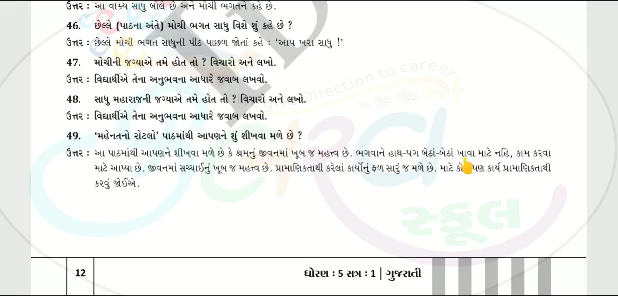 ઉત્તર : આ વાક્ય સાધુ બોલે છે અને મોચી ભગતને કહે છે.
46. છેલ્લે (પાઠના અંતે) મોચી ભગત સાધુ વિશે શું કહે છે ?
ઉત્તર : છેલ્લે મોચી ભગત સાધુની પીઠ પાછળ જોતાં કહે : ‘આપ ખરા સાધુ !’
47. મોચીની જગ્યાએ તમે હોત તો ? વિચારો અને લખો.
ઉત્તર : વિદ્યાર્થીએ તેના અનુભવના આધારે જવાબ લખવો.
48. સાધુ મહારાજની જગ્યાએ તમે હોત તો ? વિચારો અને લખો.
ઉત્તર : વિદ્યાર્થીએ તેના અનુભવના આધારે જવાબ લખવો.
Direction to career
49. ‘મહેનતનો રોટલો’ પાઠમાંથી આપણને શું શીખવા મળે છે ?
ઉત્તર : આ પાઠમાંથી આપણને શીખવા મળે છે કે શ્રમનું જીવનમાં ખૂબ જ મહત્વ છે. ભગવાને હાથ-પગ બેઠાં-બેઠાં ખાવા માટે નહિ, કામ કરવા
માટે આપ્યા છે. જીવનમાં સચ્ચાઈનું ખૂબ જ મહત્વ છે. પ્રામાણિકતાથી કરેલાં કાર્યોનું ફળ સારું જ મળે છે. માટે કાર્ય પ્રામાણિકતાથી
કરવું જોઈએ.
સ્કૂલ
12 ધોરણ : 5 સત્ર : 1 | ગુજરાતી